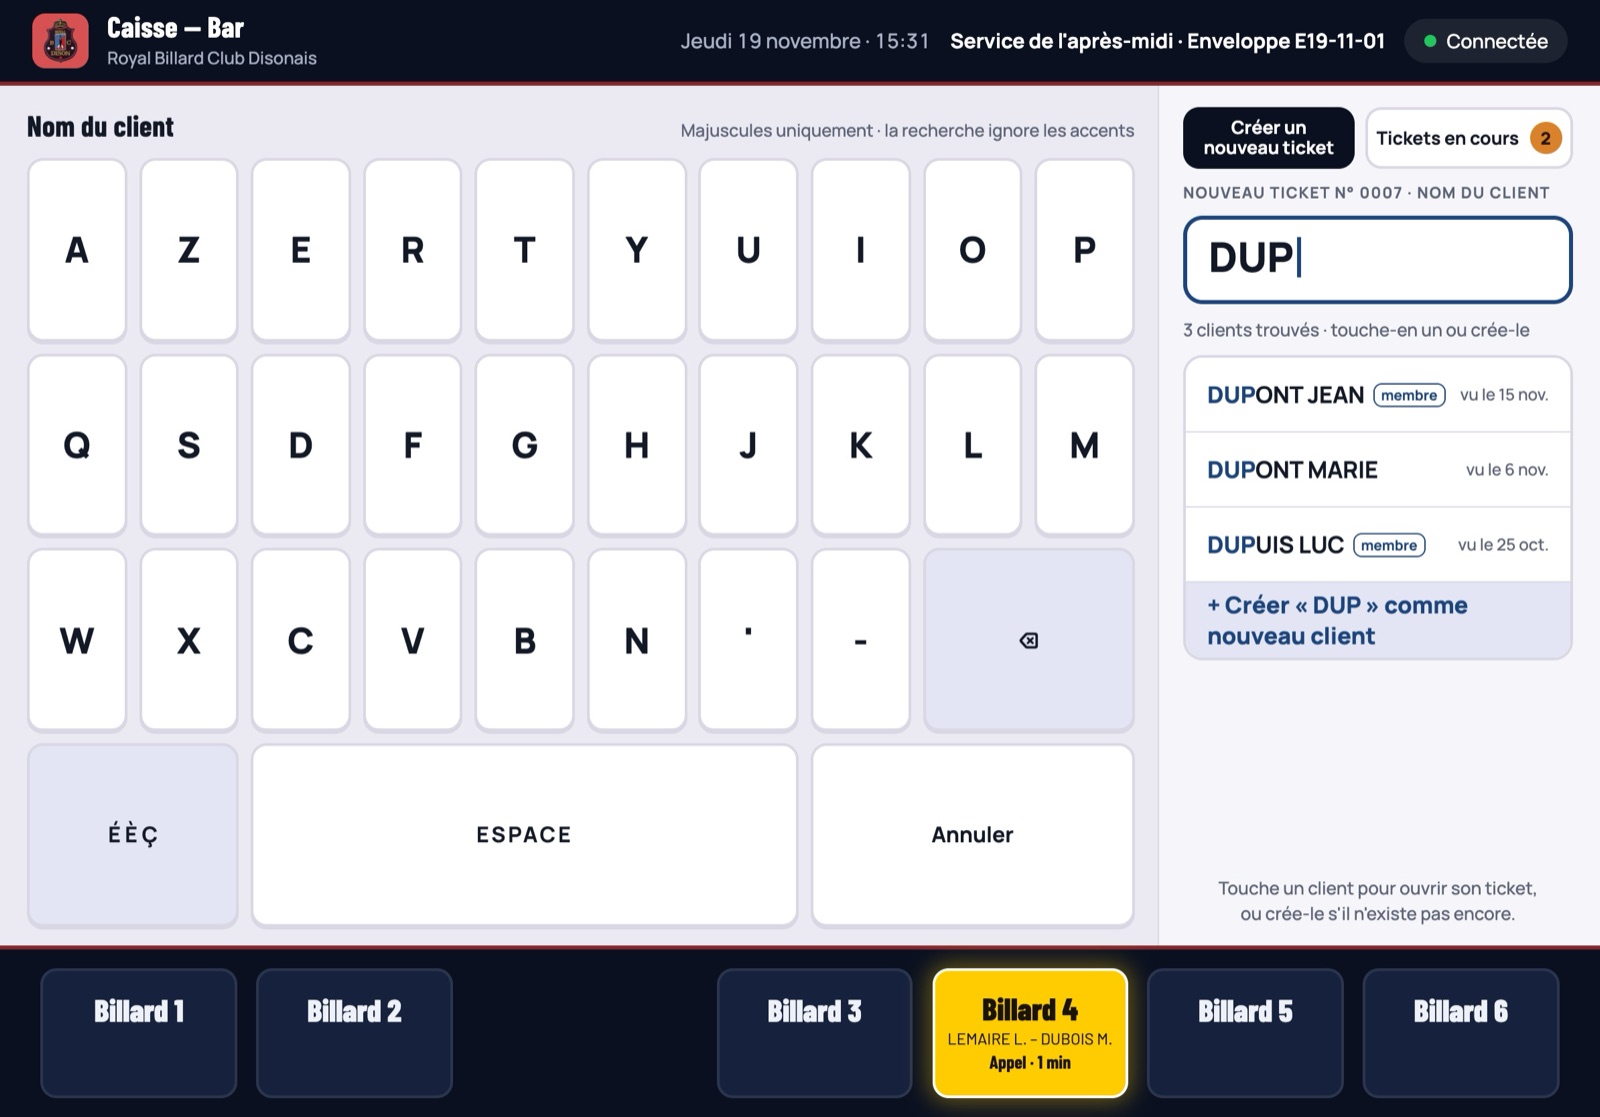 Caisse – Bar
Royal Billard Club Disonais
Jeudi 19 novembre · 15:31
Service de l'après-midi · Enveloppe E19-11-01
Connectée
Nom du client
Majuscules uniquement · la recherche ignore les accents
A Z E R T Y U I O P
Q S D F G H J K L M
W X C V B N ' -
ÉÈÇ
ESPACE
Annuler
Créer un
nouveau ticket
Tickets en cours 2
NOUVEAU TICKET N° 0007 · NOM DU CLIENT
DUP
3 clients trouvés · touche-en un ou crée-le
DUPONT JEAN membre vu le 15 nov.
DUPONT MARIE vu le 6 nov.
DUPUIS LUC membre vu le 25 oct.
+ Créer « DUP » comme
nouveau client
Touche un client pour ouvrir son ticket,
ou crée-le s'il n'existe pas encore.
Billard 1
Billard 2
Billard 3
Billard 4
LEMAIRE L. – DUBOIS M.
Appel · 1 min
Billard 5
Billard 6